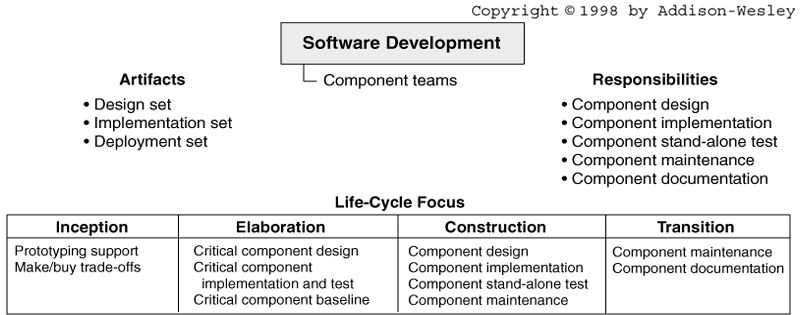 Copyright © 1998 by Addison-Wesley
Software Development
Component teams
Artifacts
• Design set
• Implementation set
• Deployment set
Responsibilities
• Component design
• Component implementation
• Component stand-alone test
• Component maintenance
• Component documentation
Life-Cycle Focus
Inception
Prototyping support
Make/buy trade-offs
Elaboration
Critical component design
Critical component
implementation and test
Critical component baseline
Construction
Component design
Component implementation
Component stand-alone test
Component maintenance
Transition
Component maintenance
Component documentation